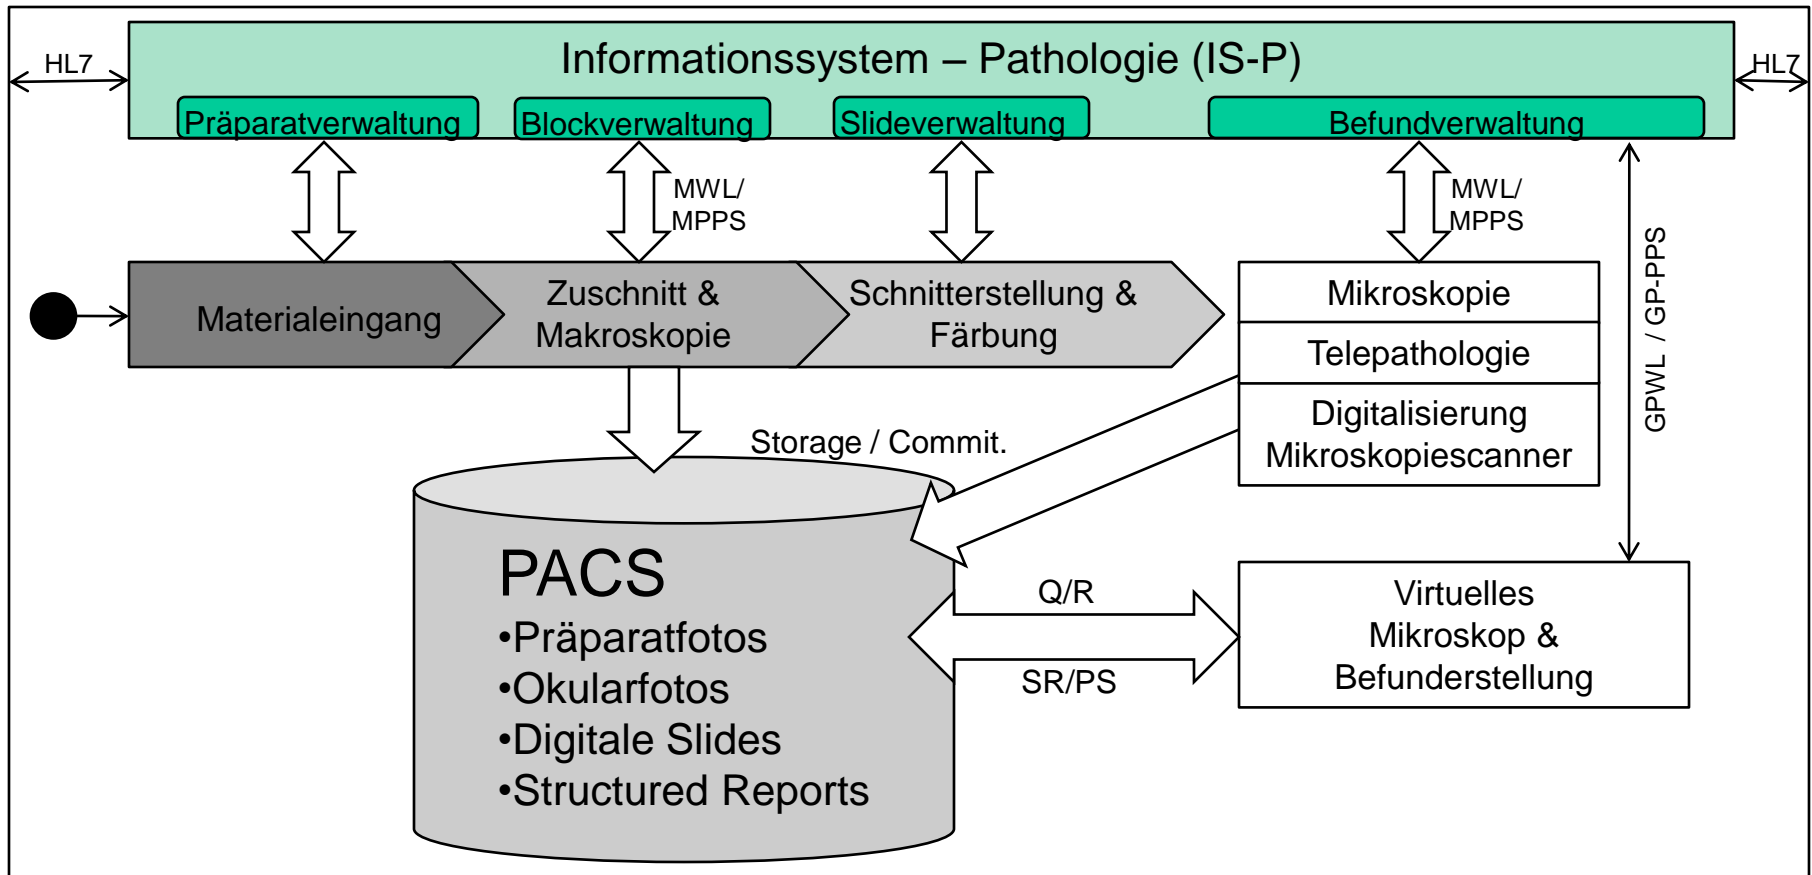 Informationssystem – Pathologie (IS-P)
HL7
HL7
Präparatverwaltung
Blockverwaltung
Slideverwaltung
Befundverwaltung
MWL/
MPPS
MWL/
MPPS
GPWL / GP-PPS
Materialeingang
Zuschnitt &
Makroskopie
Schnitterstellung &
Färbung
Mikroskopie
Telepathologie
Digitalisierung
Mikroskopiescanner
Storage / Commit.
PACS
•Präparatfotos
•Okularfotos
•Digitale Slides
•Structured Reports
Q/R
SR/PS
Virtuelles
Mikroskop &
Befunderstellung